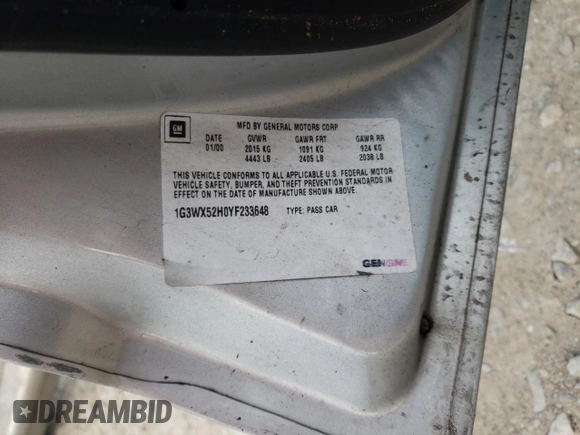 GM
MFD BY GENERAL MOTORS CORP
DATE GVWR GAWR FRT GAWR RR
01/00 2015 KG 1091 KG 924 KG
4443 LB 2405 LB 2038 LB
THIS VEHICLE CONFORMS TO ALL APPLICABLE U.S. FEDERAL MOTOR
VEHICLE SAFETY, BUMPER, AND THEFT PREVENTION STANDARDS IN
EFFECT ON THE DATE OF MANUFACTURE SHOWN ABOVE.
1G3WX52H0YF233648 TYPE: PASS CAR
GENUINE
DREAMBID